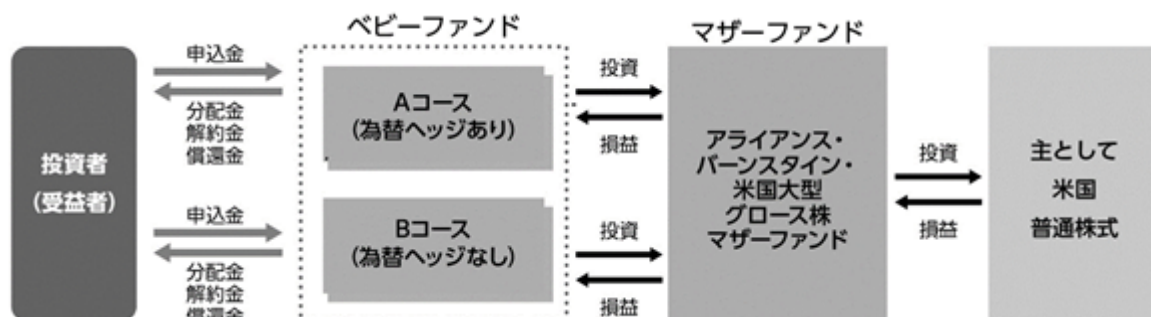 ベビーファンド
マザーファンド
投資者
(受益者)
申込金
分配金
解約金
償還金
申込金
分配金
解約金
償還金
Aコース
(為替ヘッジあり)
Bコース
(為替ヘッジなし)
投資
損益
投資
損益
アライアンス・
バーンスタイン・
米国大型
グロース株
マザーファンド
投資
損益
主として
米国
普通株式